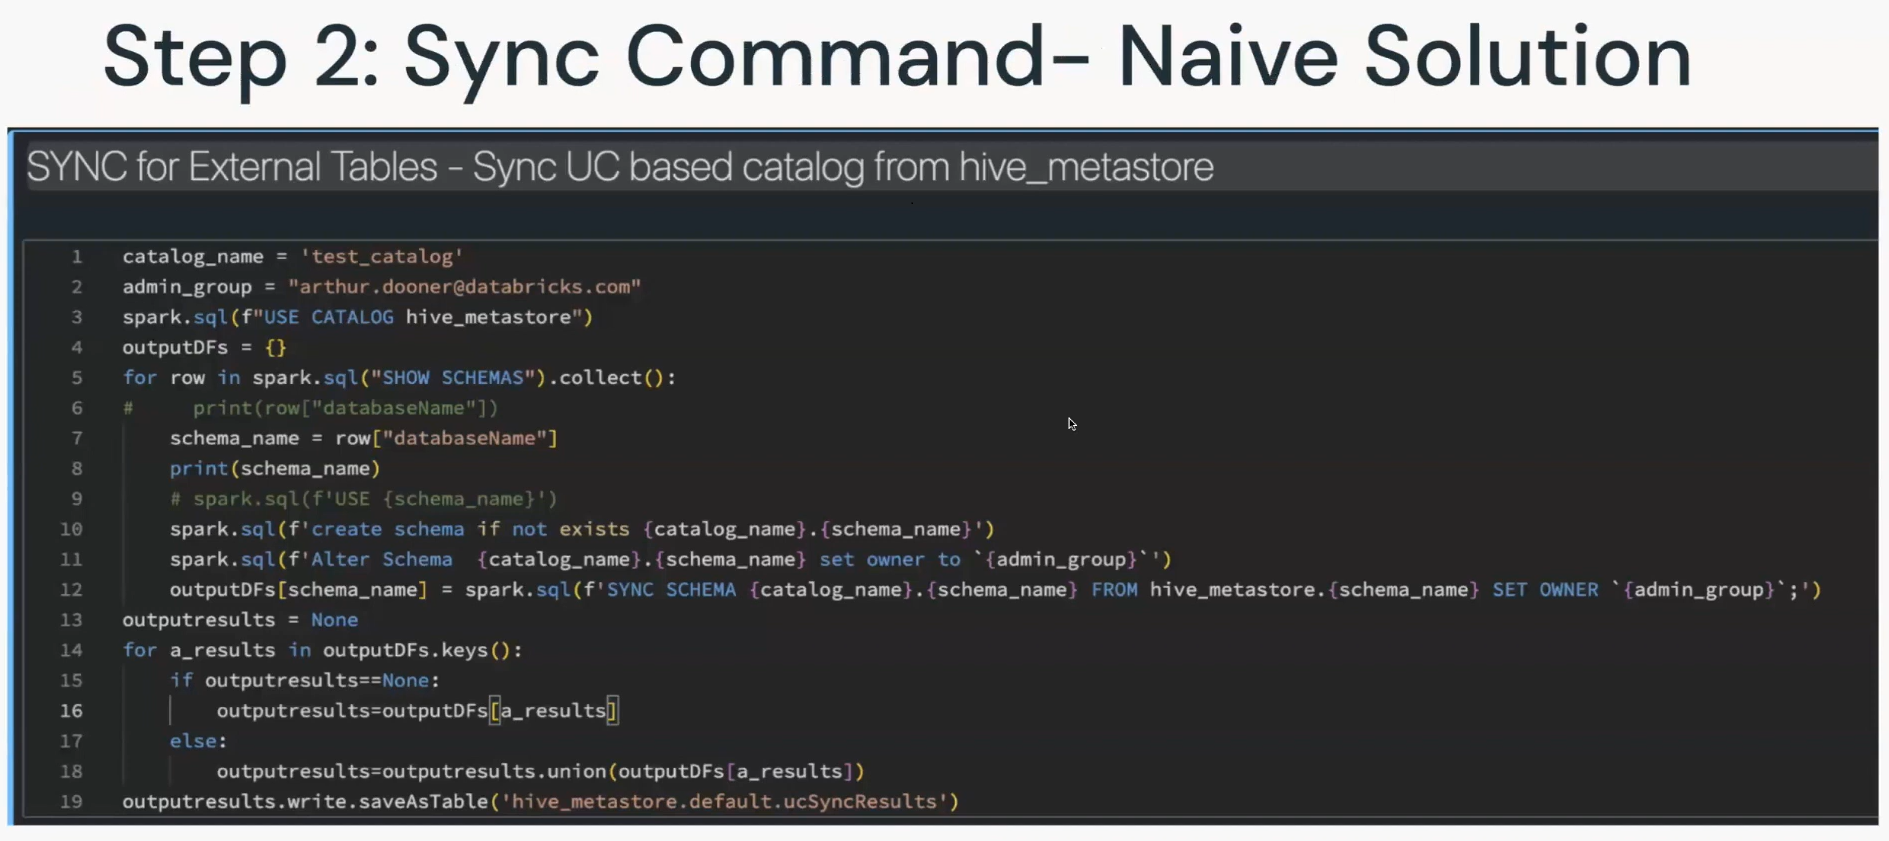 Step 2: Sync Command– Naive Solution
SYNC for External Tables - Sync UC based catalog from hive_metastore
1 catalog_name = 'test_catalog'
2 admin_group = "arthur.dooner@databricks.com"
3 spark.sql(f"USE CATALOG hive_metastore")
4 outputDFs = {}
5 for row in spark.sql("SHOW SCHEMAS").collect():
6 #     print(row["databaseName"])
7     schema_name = row["databaseName"]
8     print(schema_name)
9     # spark.sql(f'USE {schema_name}')
10     spark.sql(f'create schema if not exists {catalog_name}.{schema_name}')
11     spark.sql(f'Alter Schema  {catalog_name}.{schema_name} set owner to `{admin_group}`')
12     outputDFs[schema_name] = spark.sql(f'SYNC SCHEMA {catalog_name}.{schema_name} FROM hive_metastore.{schema_name} SET OWNER `{admin_group}`;')
13 outputresults = None
14 for a_results in outputDFs.keys():
15     if outputresults==None:
16         outputresults=outputDFs[a_results]
17     else:
18         outputresults=outputresults.union(outputDFs[a_results])
19 outputresults.write.saveAsTable('hive_metastore.default.ucSyncResults')